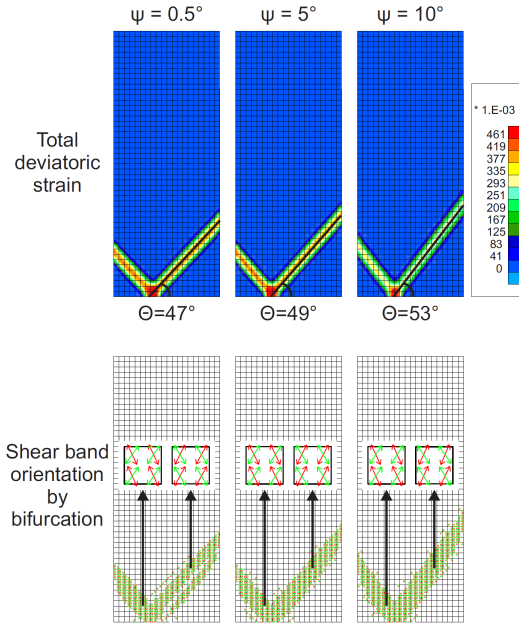 ψ = 0.5° ψ = 5° ψ = 10°
Total
deviatoric
strain
* 1.E-03
461
419
377
335
293
251
209
167
125
83
41
0
Θ=47° Θ=49° Θ=53°
Shear band
orientation
by
bifurcation